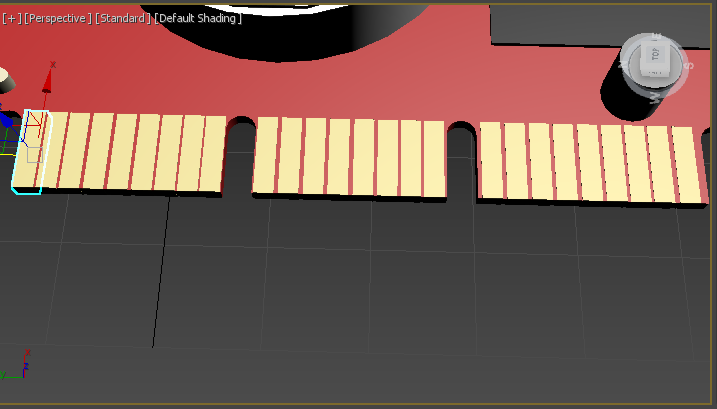 [+] [Perspective] [Standard] [Default Shading]
x
TOP
S
W
x
z
y